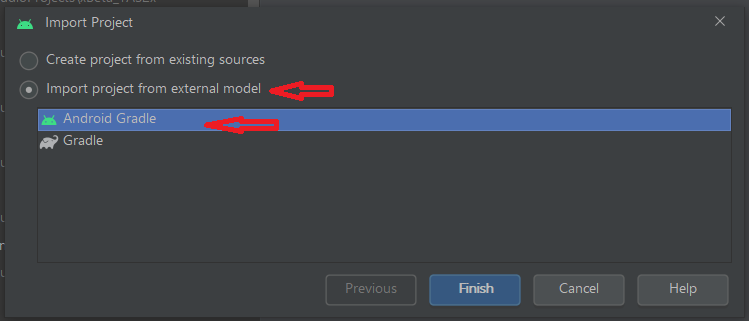 Import Project
Create project from existing sources
Import project from external model
Android Gradle
Gradle
Previous
Finish
Cancel
Help